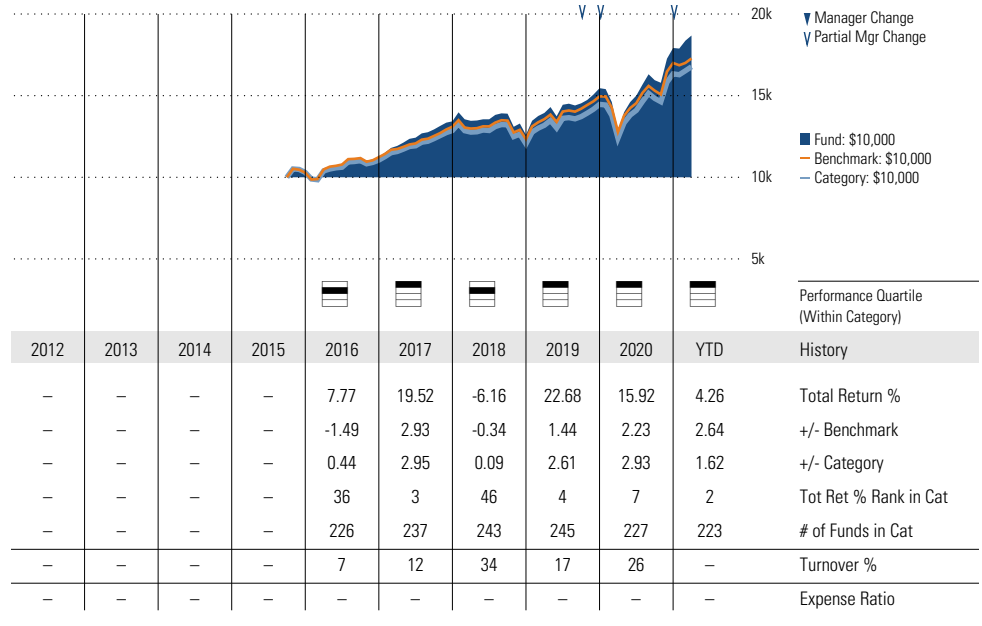 20k
▼ Manager Change
Partial Mgr Change
15k
Fund: $10,000
Benchmark: $10,000
Category: $10,000
10k
5k
Performance Quartile
(Within Category)
2012 2013 2014 2015 2016 2017 2018 2019 2020 YTD History
– – – – 7.77 19.52 -6.16 22.68 15.92 4.26 Total Return %
– – – – -1.49 2.93 -0.34 1.44 2.23 2.64 +/- Benchmark
– – – – 0.44 2.95 0.09 2.61 2.93 1.62 +/- Category
– – – – 36 3 46 4 7 2 Tot Ret % Rank in Cat
– – – – 226 237 243 245 227 223 # of Funds in Cat
– – – – 7 12 34 17 26 – Turnover %
– – – – – – – – – – Expense Ratio